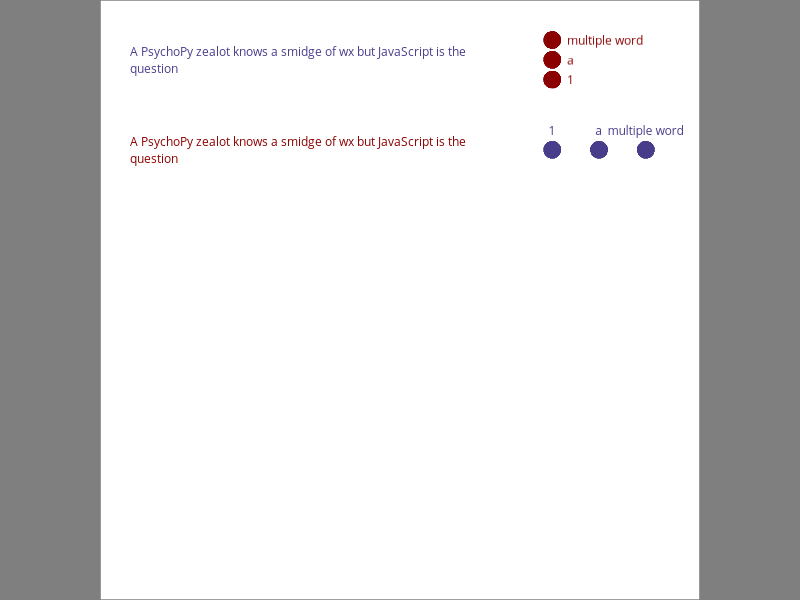 A PsychoPy zealot knows a smidge of wx but JavaScript is the
question
multiple word
a
1
A PsychoPy zealot knows a smidge of wx but JavaScript is the
question
1 a multiple word